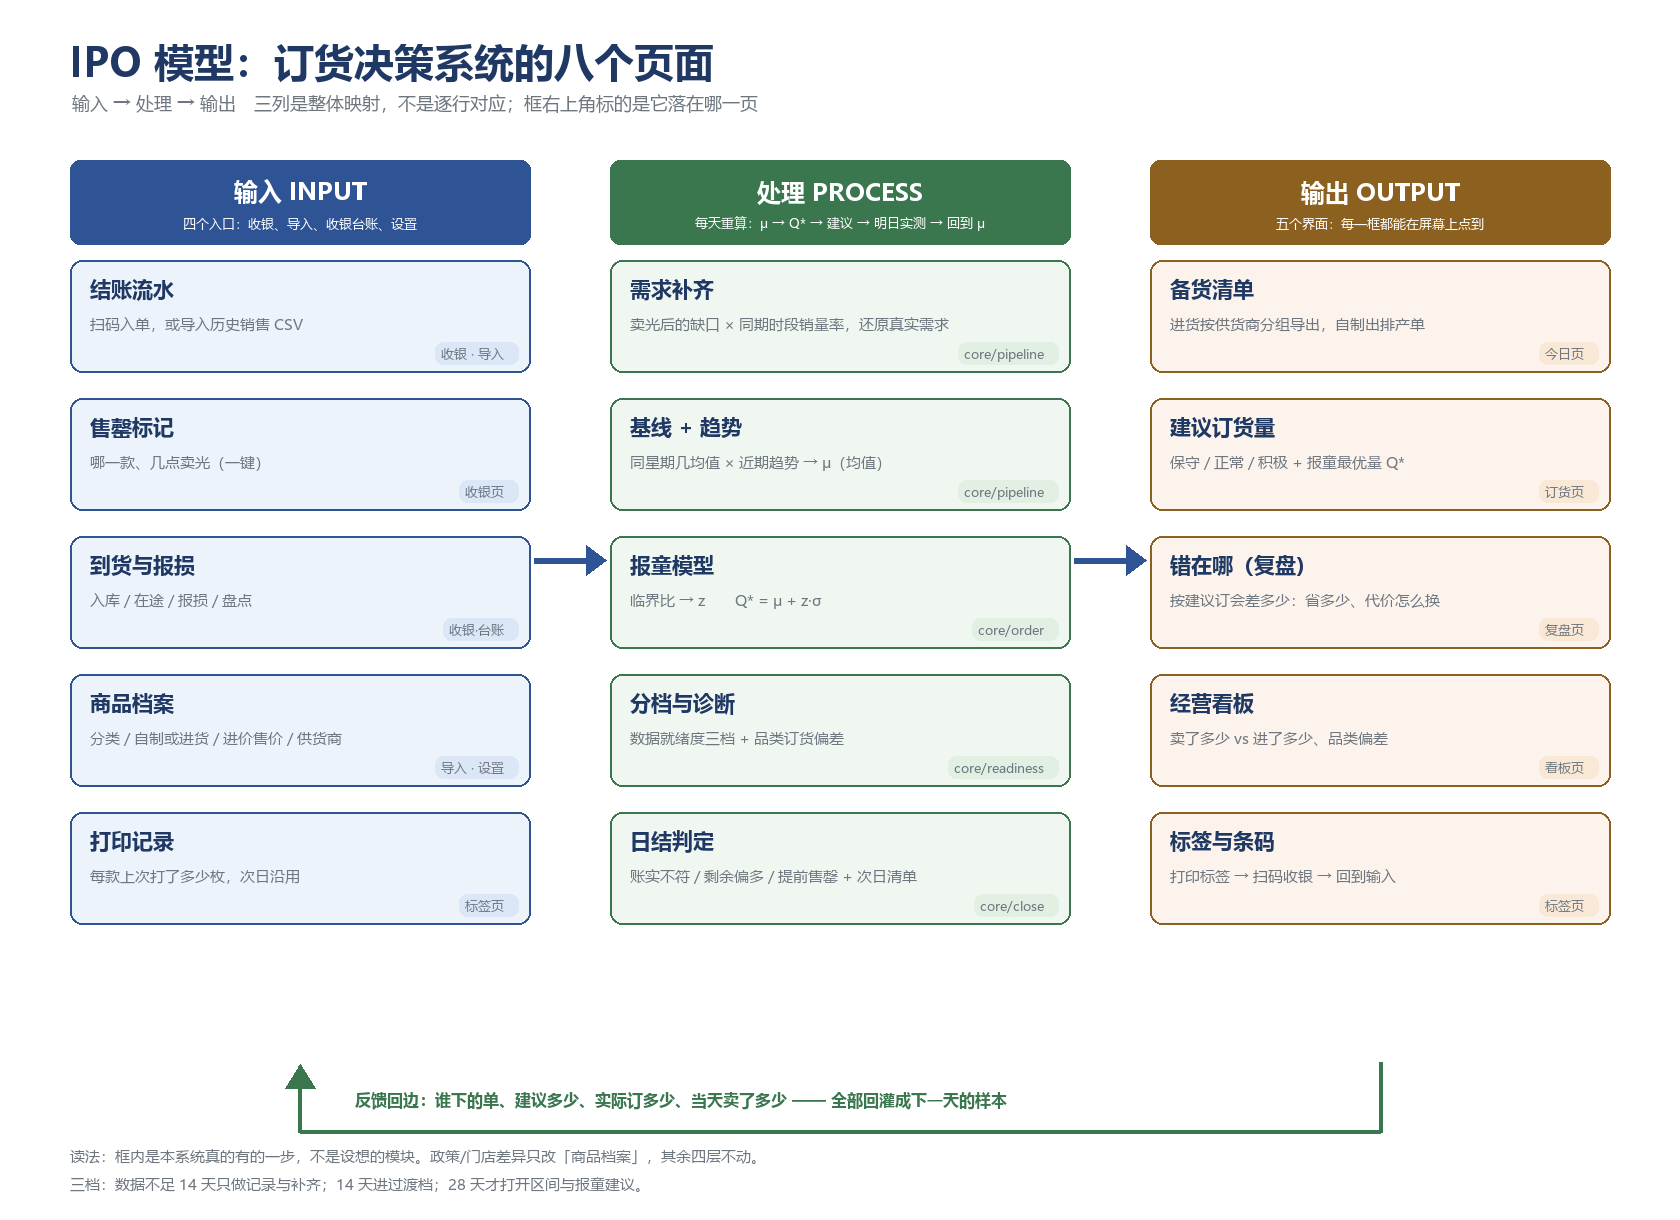 IPO 模型：订货决策系统的八个页面
输入 → 处理 → 输出　三列是整体映射，不是逐行对应；框右上角标的是它落在哪一页
输入 INPUT
四个入口：收银、导入、收银台账、设置
结账流水
扫码入单，或导入历史销售 CSV
收银 · 导入
售罄标记
哪一款、几点卖光（一键）
收银页
到货与报损
入库 / 在途 / 报损 / 盘点
收银·台账
商品档案
分类 / 自制或进货 / 进价售价 / 供货商
导入 · 设置
打印记录
每款上次打了多少枚，次日沿用
标签页
处理 PROCESS
每天重算：μ → Q* → 建议 → 明日实测 → 回到 μ
需求补齐
卖光后的缺口 × 同期时段销量率，还原真实需求
core/pipeline
基线 + 趋势
同星期几均值 × 近期趋势 → μ（均值）
core/pipeline
报童模型
临界比 → z　　Q* = μ + z·σ
core/order
分档与诊断
数据就绪度三档 + 品类订货偏差
core/readiness
日结判定
账实不符 / 剩余偏多 / 提前售罄 + 次日清单
core/close
输出 OUTPUT
五个界面：每一框都能在屏幕上点到
备货清单
进货按供货商分组导出，自制出排产单
今日页
建议订货量
保守 / 正常 / 积极 + 报童最优量 Q*
订货页
错在哪（复盘）
按建议订会差多少：省多少、代价怎么换
复盘页
经营看板
卖了多少 vs 进了多少、品类偏差
看板页
标签与条码
打印标签 → 扫码收银 → 回到输入
标签页
反馈回边：谁下的单、建议多少、实际订多少、当天卖了多少 —— 全部回灌成下一天的样本
读法：框内是本系统真的有的一步，不是设想的模块。政策/门店差异只改「商品档案」，其余四层不动。
三档：数据不足 14 天只做记录与补齐；14 天进过渡档；28 天才打开区间与报童建议。